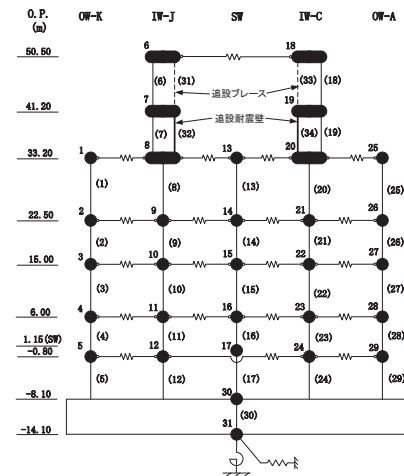 O.P.
(m)
OW-K IW-J SW IW-C OW-A
50.50 6 18
(6) (31) (33) (18)
追設ブレース
41.20 7 19
追設耐震壁
(7) (32) (34) (19)
33.20 1 8 13 20 25
(1) (8) (13) (20) (25)
22.50 2 9 14 21 26
(2) (9) (14) (21) (26)
15.00 3 10 15 22 27
(3) (10) (15) (22) (27)
6.00 4 11 16 23 28
(4) (11) (16) (23) (28)
1.15(SW) 17
-0.80 5 12 24 29
(5) (12) (17) (24) (29)
-8.10 30
(30)
-14.10 31